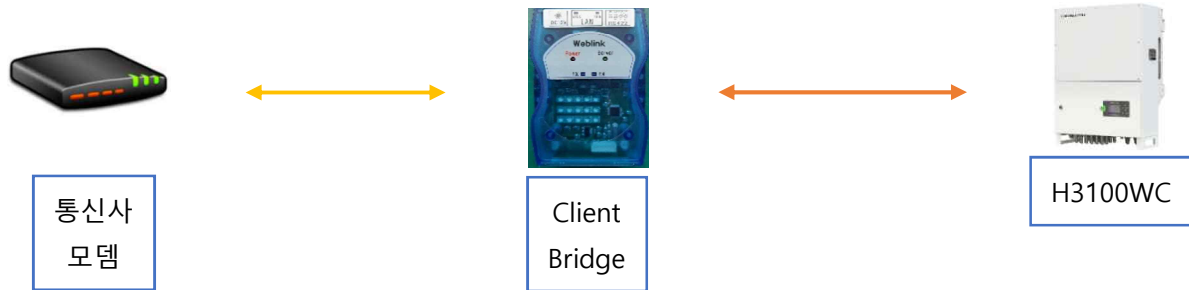 Weblink
통신사
모뎀
Client
Bridge
H3100WC